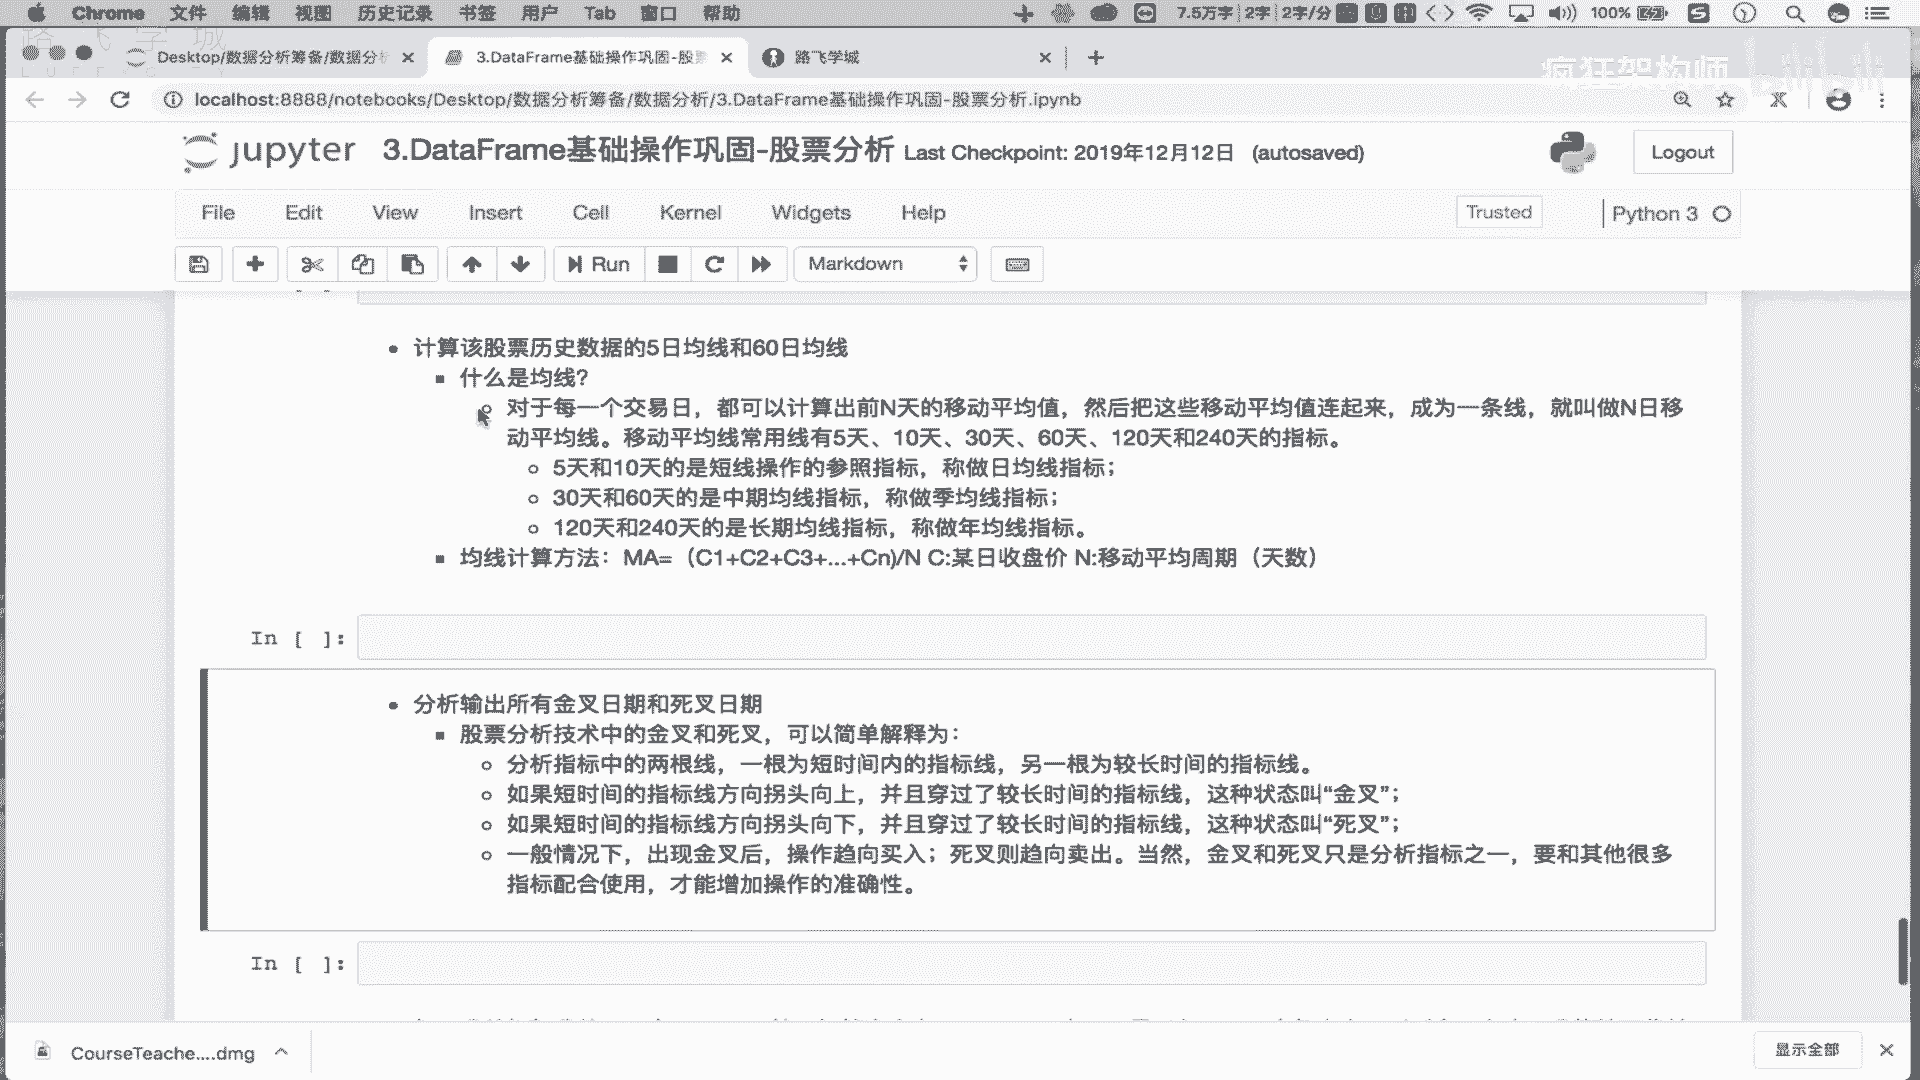 Chrome 文件 编辑 视图 历史记录 书签 用户 Tab 窗口 帮助 7.5万字 2字 2字/分 100%
路飞学城
Desktop/数据分析筹备/数据分析 3.DataFrame基础操作巩固-股票 路飞学城
疯狂架构师 bilibili
localhost:8888/notebooks/Desktop/数据分析筹备/数据分析/3.DataFrame基础操作巩固-股票分析.ipynb
jupyter 3.DataFrame基础操作巩固-股票分析 Last Checkpoint: 2019年12月12日 (autosaved) Logout
File Edit View Insert Cell Kernel Widgets Help Trusted Python 3
Run Markdown
计算该股票历史数据的5日均线和60日均线
什么是均线？
对于每一个交易日，都可以计算出前N天的移动平均值，然后把这些移动平均值连起来，成为一条线，就叫做N日移
动平均线。移动平均线常用线有5天、10天、30天、60天、120天和240天的指标。
5天和10天的是短线操作的参照指标，称做日均线指标；
30天和60天的是中期均线指标，称做季均线指标；
120天和240天的是长期均线指标，称做年均线指标。
均线计算方法：MA=（C1+C2+C3+...+Cn)/N C:某日收盘价 N:移动平均周期（天数）
In [ ]:
分析输出所有金叉日期和死叉日期
股票分析技术中的金叉和死叉，可以简单解释为：
分析指标中的两根线，一根为短时间内的指标线，另一根为较长时间的指标线。
如果短时间的指标线方向拐头向上，并且穿过了较长时间的指标线，这种状态叫“金叉”；
如果短时间的指标线方向拐头向下，并且穿过了较长时间的指标线，这种状态叫“死叉”；
一般情况下，出现金叉后，操作趋向买入；死叉则趋向卖出。当然，金叉和死叉只是分析指标之一，要和其他很多
指标配合使用，才能增加操作的准确性。
In [ ]:
CourseTeache....dmg 显示全部